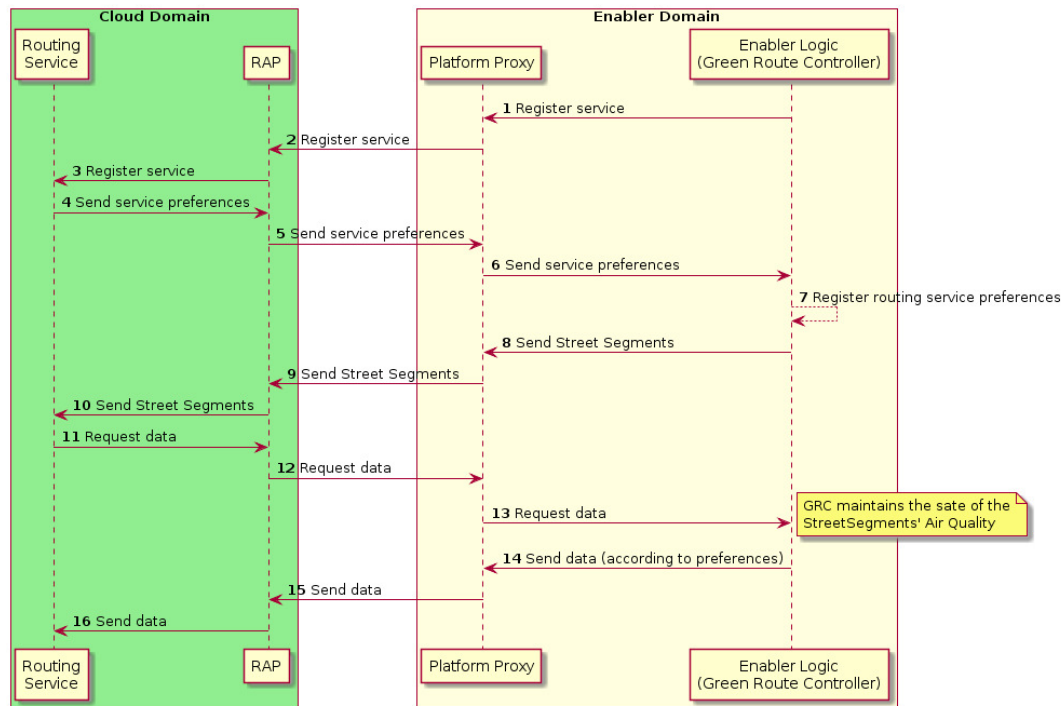 Cloud Domain
Enabler Domain
Routing
Service
RAP
Platform Proxy
Enabler Logic
(Green Route Controller)
1 Register service
2 Register service
3 Register service
4 Send service preferences
5 Send service preferences
6 Send service preferences
7 Register routing service preferences
8 Send Street Segments
9 Send Street Segments
10 Send Street Segments
11 Request data
12 Request data
13 Request data
GRC maintains the sate of the
StreetSegments' Air Quality
14 Send data (according to preferences)
15 Send data
16 Send data
Routing
Service
RAP
Platform Proxy
Enabler Logic
(Green Route Controller)